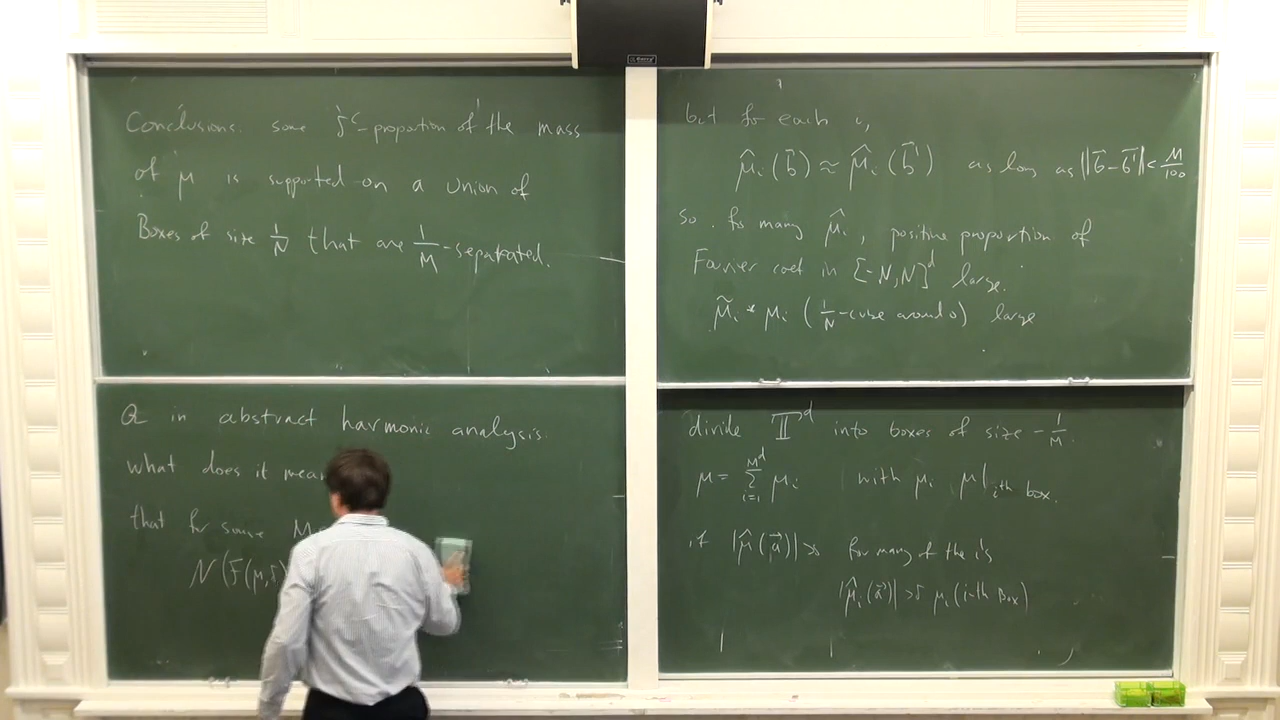 Conclusions: some δ^c-proportion of the mass
of μ is supported on a union of
Boxes of size 1/N that are 1/M-separated.
Q in abstract harmonic analysis
what does it mean
that for some
N(F(μ,δ)
but for each i,
μ̂_i(b⃗) ≈ μ̂_i(b⃗') as long as ||b⃗-b⃗'|| < M/100
So for many μ̂_i, positive proportion of
Fourier coef in [-N,N]^d large.
μ̃_i * μ_i (1/N-cube around 0) large
divide 𝕋^d into boxes of size - 1/M.
μ = Σ_{i=1}^{M^d} μ_i with μ_i μ|_{ith box.}
if |μ̂(a⃗)|>δ for many of the i's
|μ̂_i(a⃗)| >δ μ_i(ith Box)